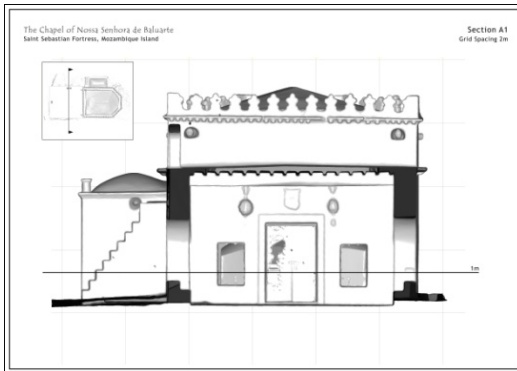 The Chapel of Nossa Senhora de Baluarte
Saint Sebastian Fortress, Mozambique Island
Section A1
Grid Spacing 2m
1m